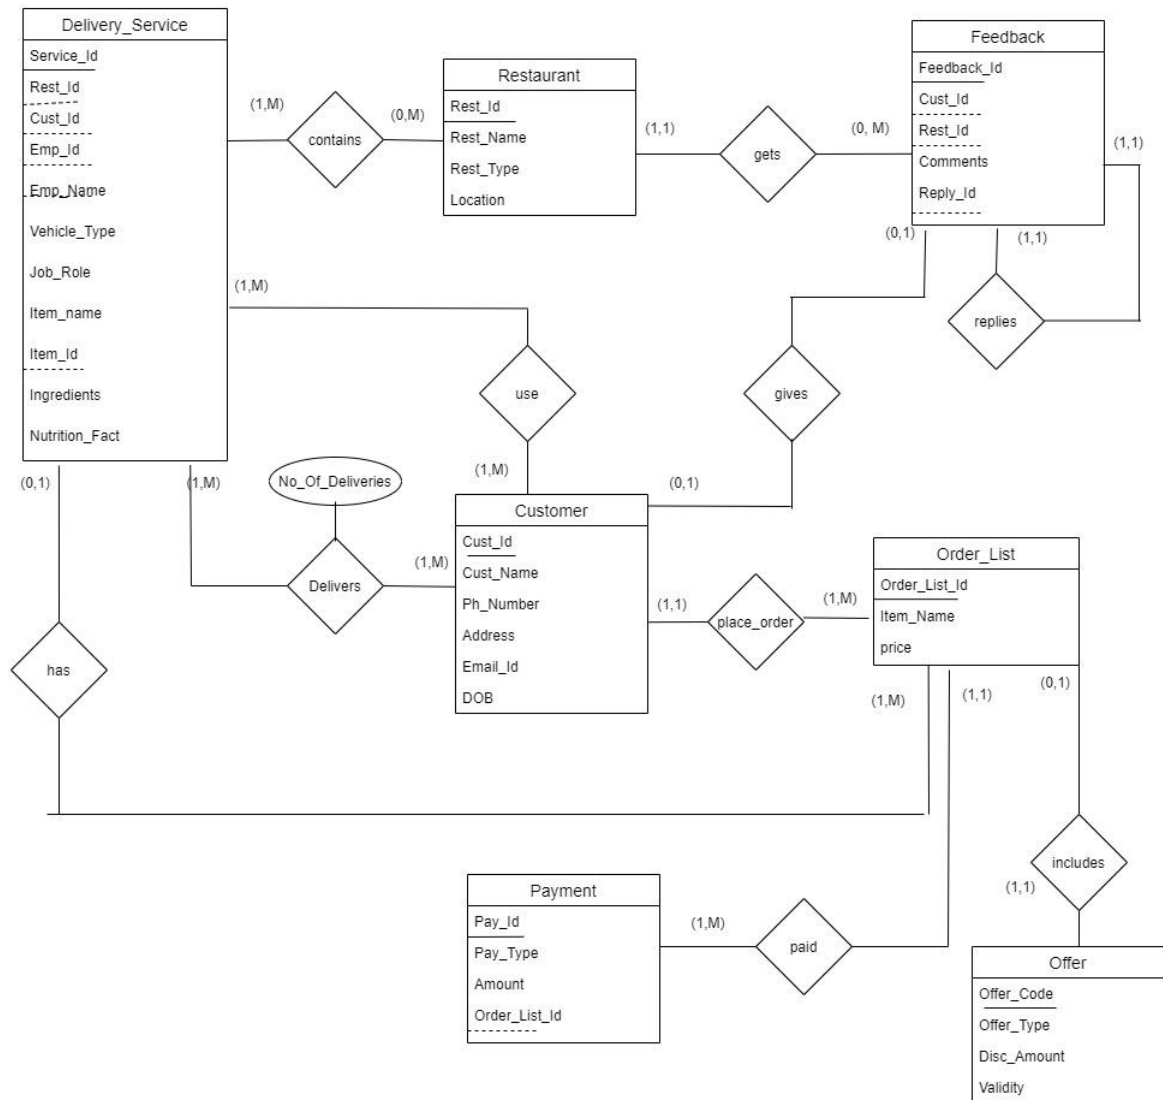 Delivery_Service
Service_Id
Rest_Id
Cust_Id
Emp_Id
Emp_Name
Vehicle_Type
Job_Role
Item_name
Item_Id
Ingredients
Nutrition_Fact
(1,M)
contains
(0,M)
Restaurant
Rest_Id
Rest_Name
Rest_Type
Location
(1,1)
gets
(0, M)
Feedback
Feedback_Id
Cust_Id
Rest_Id
Comments
Reply_Id
(1,1)
(0,1)
(1,1)
replies
(1,M)
use
(1,M)
gives
(0,1)
(0,1)
(1,M)
No_Of_Deliveries
Delivers
(1,M)
Customer
Cust_Id
Cust_Name
Ph_Number
Address
Email_Id
DOB
(1,1)
place_order
(1,M)
Order_List
Order_List_Id
Item_Name
price
has
(1,M)
(1,1)
(0,1)
includes
(1,1)
Payment
Pay_Id
Pay_Type
Amount
Order_List_Id
(1,M)
paid
Offer
Offer_Code
Offer_Type
Disc_Amount
Validity